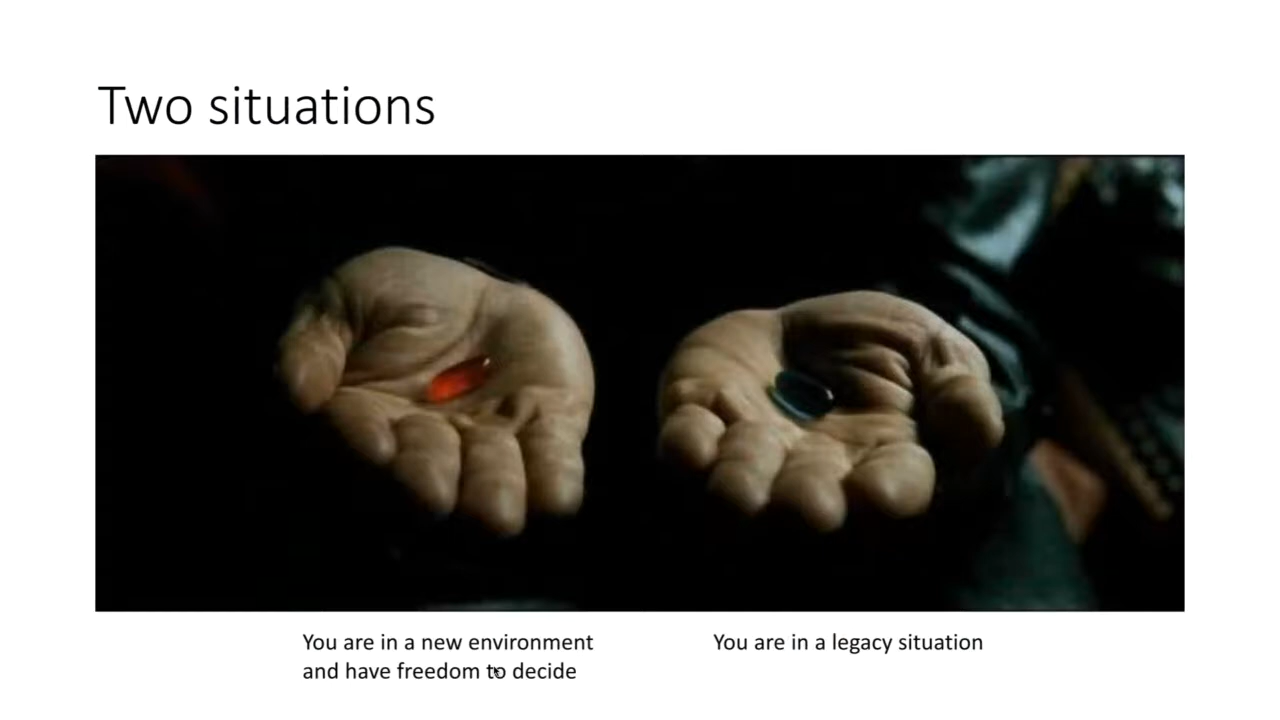 Two situations
You are in a new environment
and have freedom to decide
You are in a legacy situation